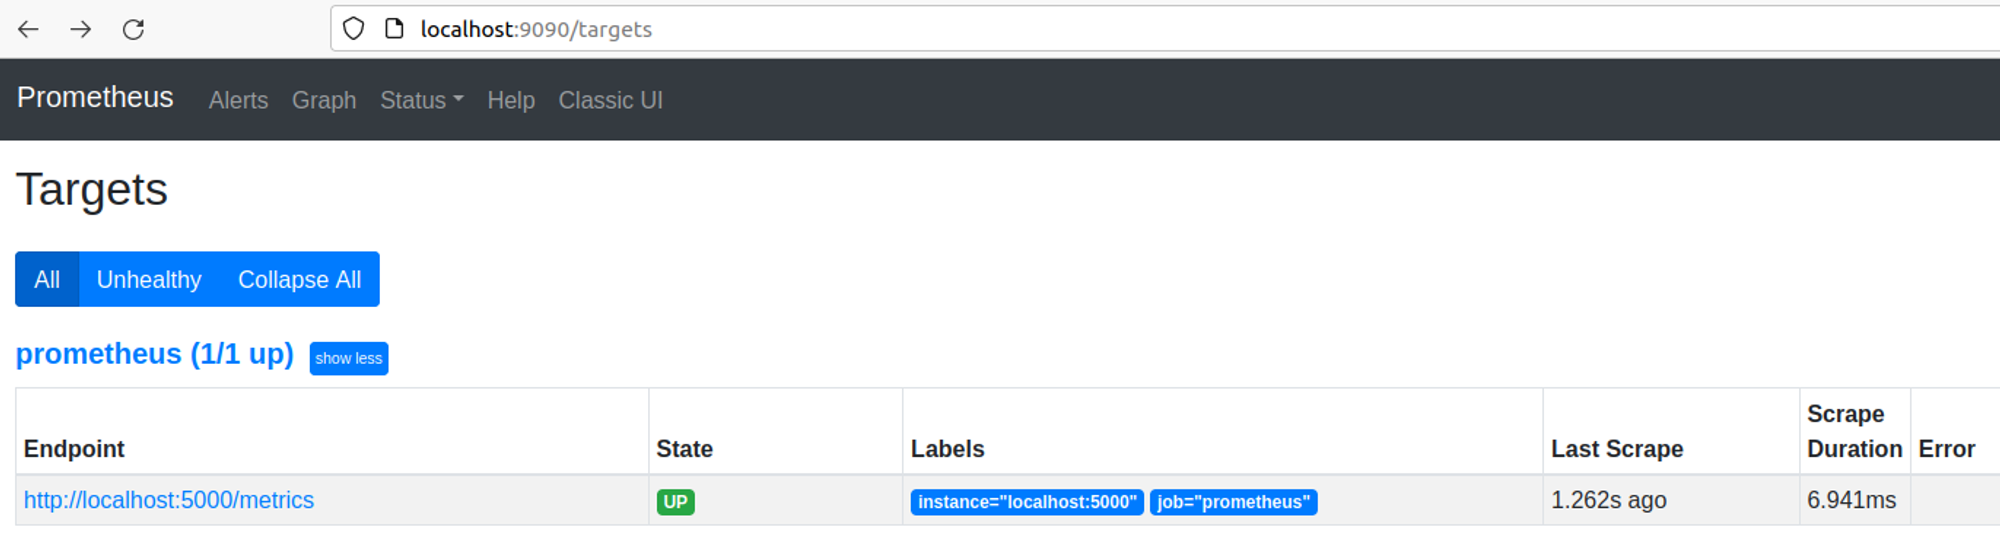 localhost:9090/targets
Prometheus Alerts Graph Status Help Classic UI
Targets
All Unhealthy Collapse All
prometheus (1/1 up) show less
Endpoint State Labels Last Scrape Scrape Duration Error
http://localhost:5000/metrics UP instance="localhost:5000" job="prometheus" 1.262s ago 6.941ms